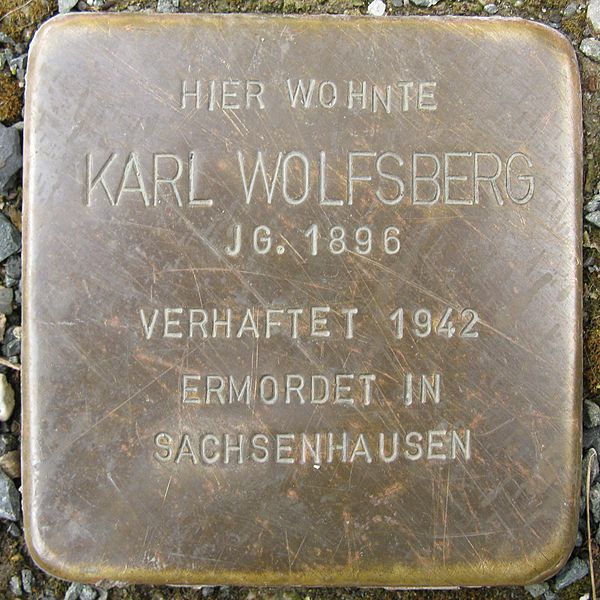 HIER WOHNTE
KARL WOLFSBERG
JG. 1896
VERHAFTET 1942
ERMORDET IN
SACHSENHAUSEN